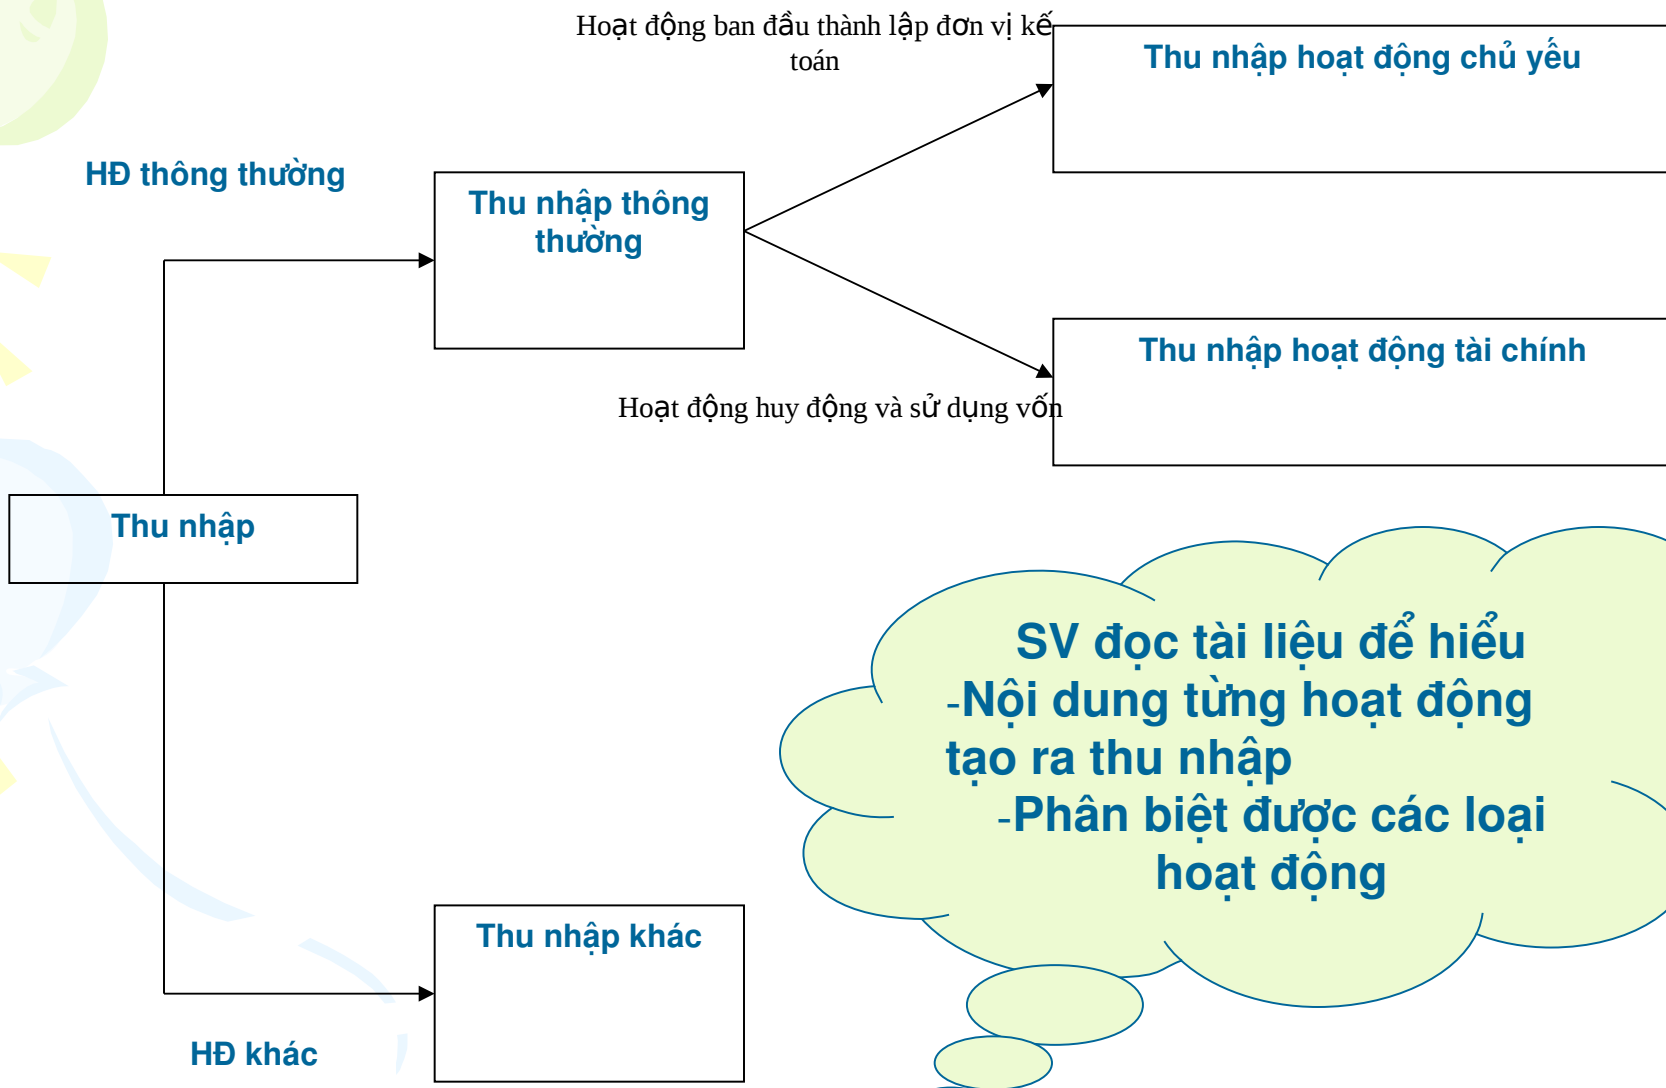 Hoạt động ban đầu thành lập đơn vị kế
toán
Thu nhập hoạt động chủ yếu
HĐ thông thường
Thu nhập thông
thường
Thu nhập hoạt động tài chính
Hoạt động huy động và sử dụng vốn
Thu nhập
SV đọc tài liệu để hiểu
-Nội dung từng hoạt động
tạo ra thu nhập
-Phân biệt được các loại
hoạt động
Thu nhập khác
HĐ khác